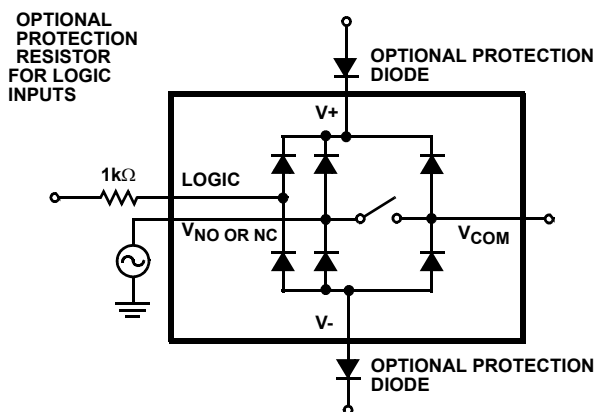 OPTIONAL
PROTECTION
RESISTOR
FOR LOGIC
INPUTS
OPTIONAL PROTECTION
DIODE
V+
1kΩ
LOGIC
VNO OR NC
VCOM
V-
OPTIONAL PROTECTION
DIODE